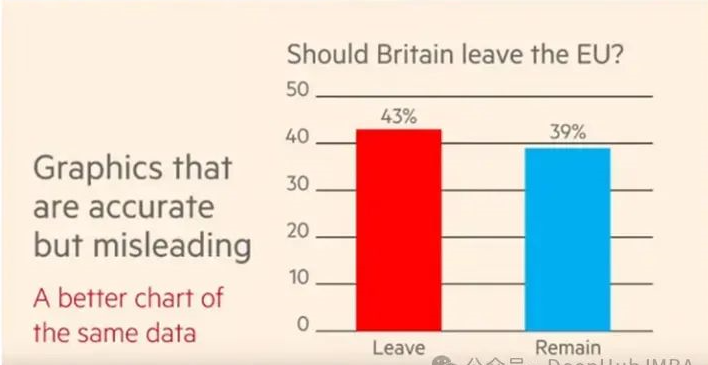 Should Britain leave the EU?
50
43%
40
39%
30
20
10
0
Leave
Remain
Graphics that
are accurate
but misleading
A better chart of
the same data
公众号 · DeepHub IMBA